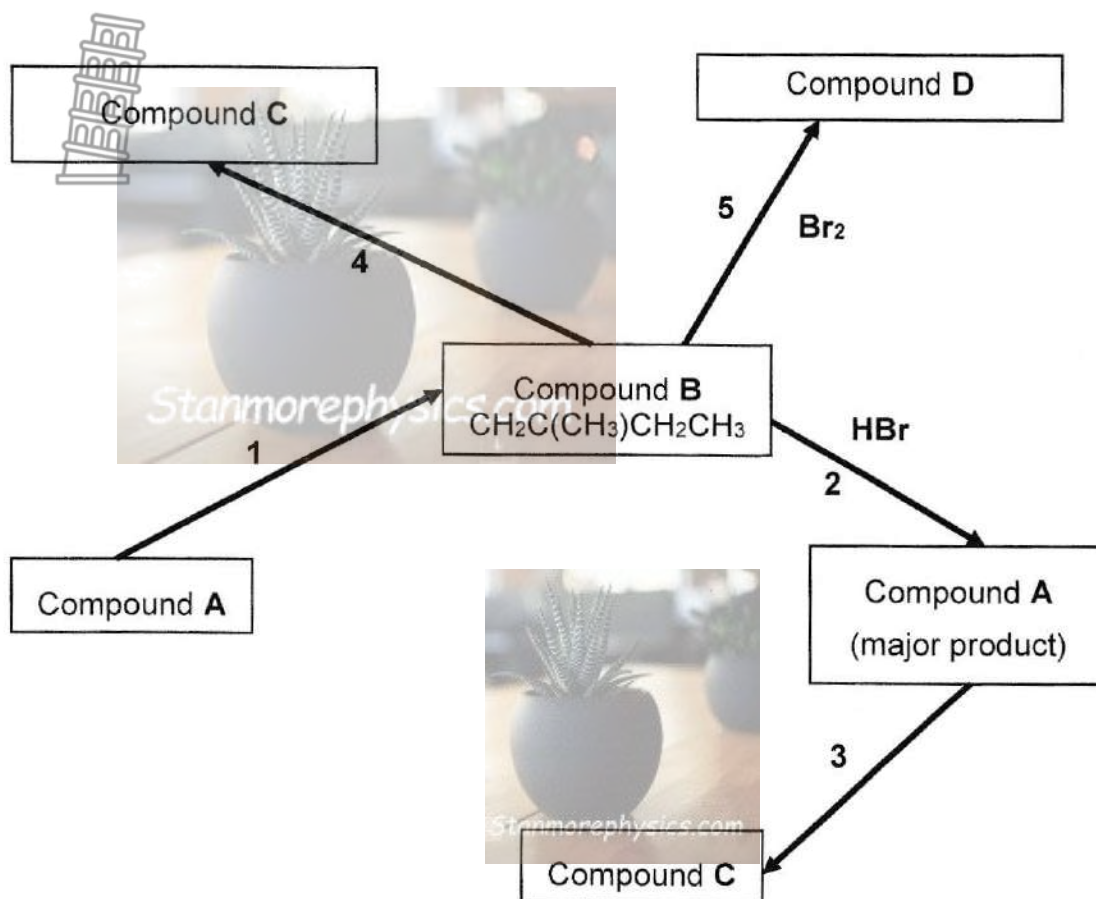 Compound C
Compound D
5
Br₂
4
Compound B
CH₂C(CH₃)CH₂CH₃
Stanmorephysics.com
HBr
1
2
Compound A
Compound A
(major product)
3
Stanmorephysics.com
Compound C